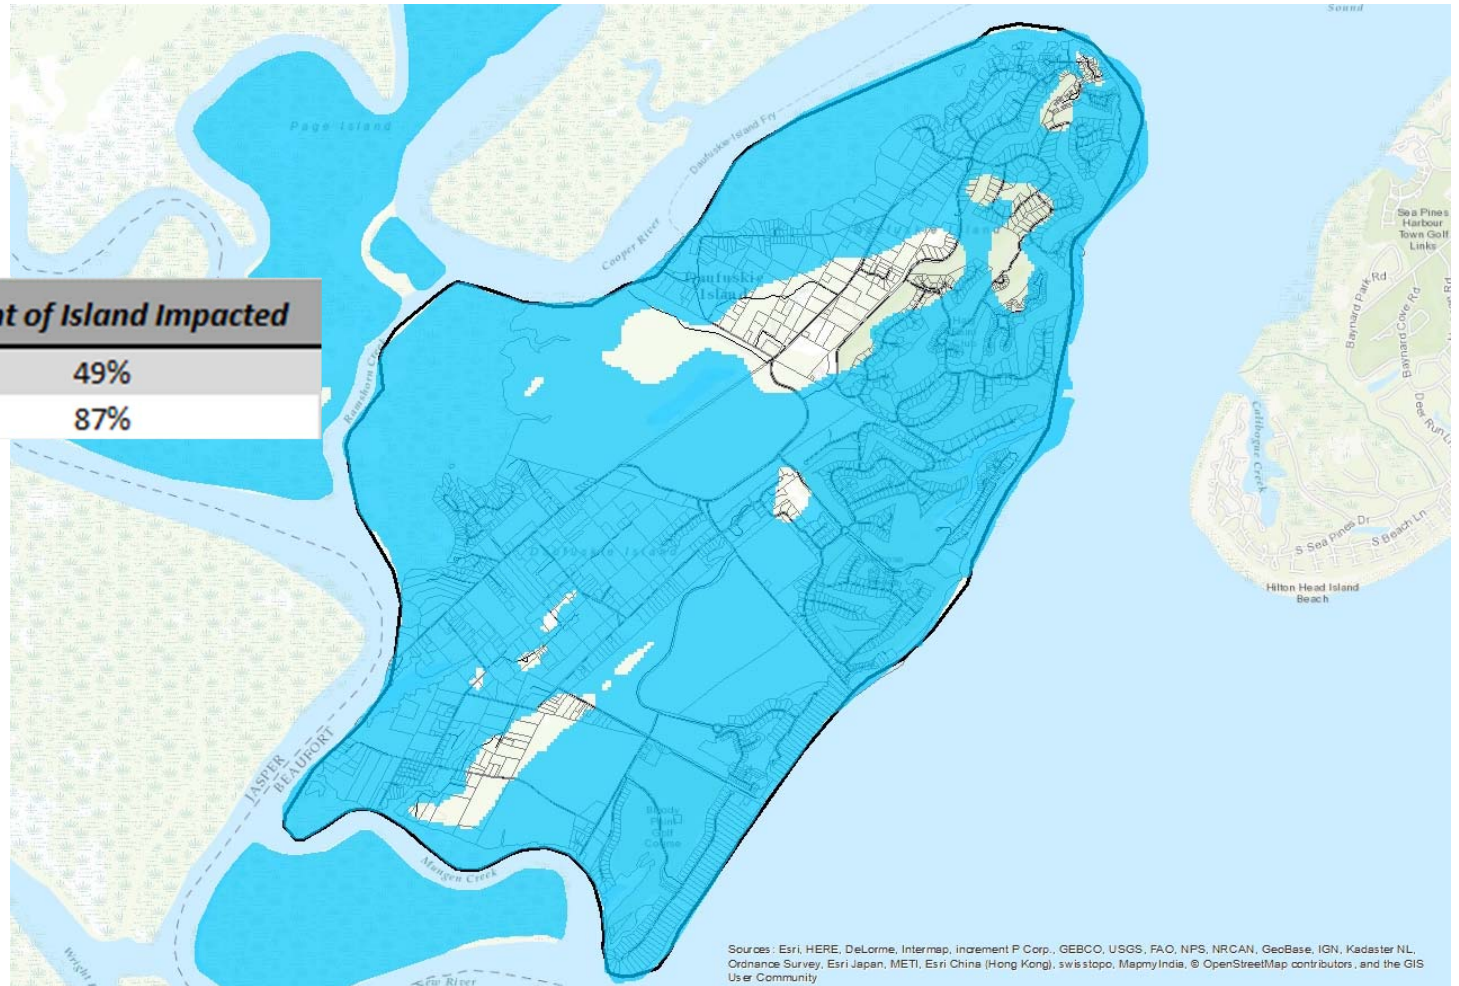 Sound
Page Island
Daufuskie-Island Fry
Sea Pines
Harbour
Town Golf
Links
Cooper River
Daufuskie
Island
Baynard Park Rd
Baynard Cove Rd
t of Island Impacted
49%
87%
Ramshorn Creek
Deer Run
Calibogue Creek
S Sea Pines Dr
S Beach Ln
Daufuskie Island
Hilton Head Island
Beach
JASPER
BEAUFORT
Bloody
Point
Golf
Course
Mungen Creek
Wright
New River
Sources: Esri, HERE, DeLorme, Intermap, increment P Corp., GEBCO, USGS, FAO, NPS, NRCAN, GeoBase, IGN, Kadaster NL,
Ordnance Survey, Esri Japan, METI, Esri China (Hong Kong), swisstopo, MapmyIndia, © OpenStreetMap contributors, and the GIS
User Community